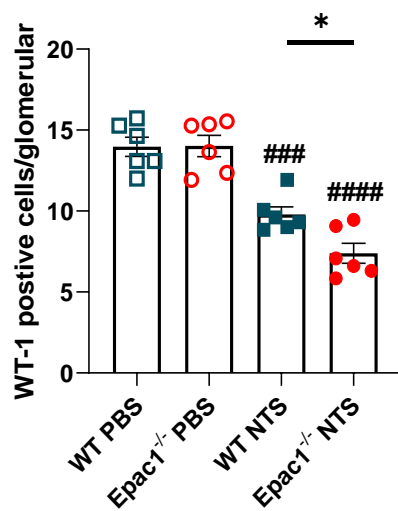 *
20
15
10
5
0
WT-1 postive cells/glomerular
###
####
WT PBS
Epac1-/- PBS
WT NTS
Epac1-/- NTS